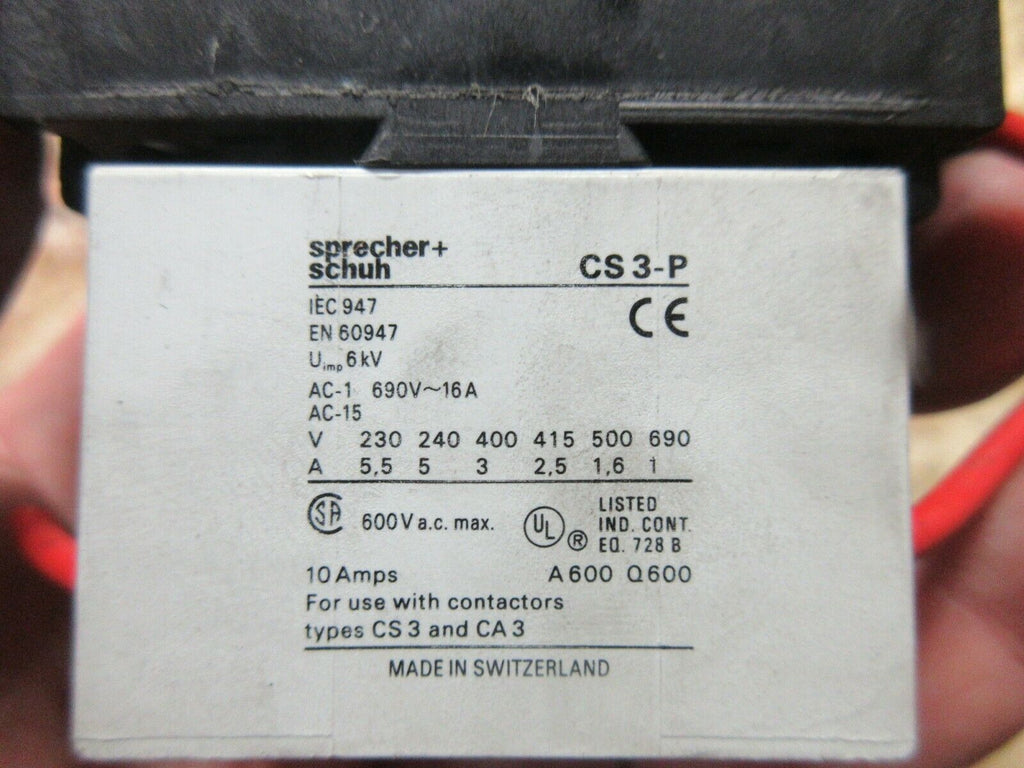 sprecher+
schuh CS 3-P
IEC 947 CE
EN 60947
Uimp 6 kV
AC-1 690V~16A
AC-15
V 230 240 400 415 500 690
A 5,5 5 3 2,5 1,6 1
SA 600V a.c. max. UL ® LISTED
IND. CONT.
EQ. 728 B
10 Amps A 600 Q 600
For use with contactors
types CS 3 and CA 3
MADE IN SWITZERLAND